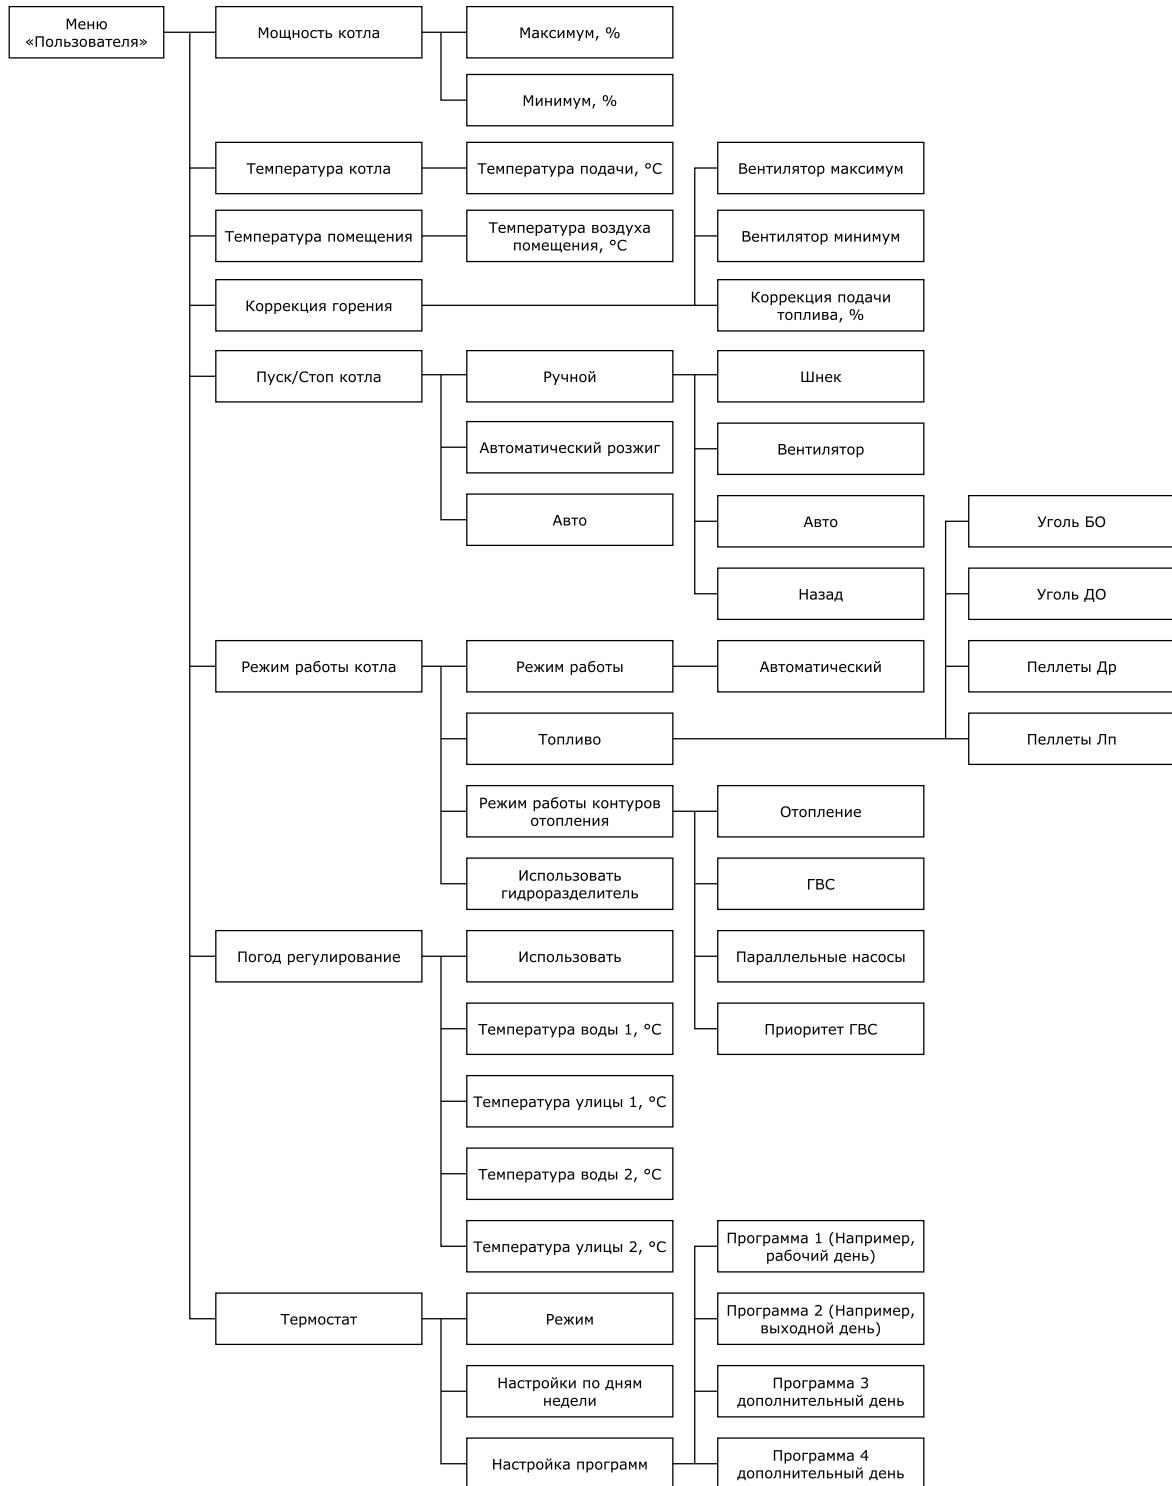 Меню
«Пользователя»
Мощность котла
Максимум, %
Минимум, %
Температура котла
Температура подачи, °С
Вентилятор максимум
Температура помещения
Температура воздуха
помещения, °С
Вентилятор минимум
Коррекция горения
Коррекция подачи
топлива, %
Пуск/Стоп котла
Ручной
Шнек
Автоматический розжиг
Вентилятор
Авто
Авто
Уголь БО
Назад
Уголь ДО
Режим работы котла
Режим работы
Автоматический
Пеллеты Др
Топливо
Пеллеты Лп
Режим работы контуров
отопления
Отопление
Использовать
гидроразделитель
ГВС
Погод регулирование
Использовать
Параллельные насосы
Температура воды 1, °С
Приоритет ГВС
Температура улицы 1, °С
Температура воды 2, °С
Температура улицы 2, °С
Программа 1 (Например,
рабочий день)
Термостат
Режим
Программа 2 (Например,
выходной день)
Настройки по дням
недели
Программа 3
дополнительный день
Настройка программ
Программа 4
дополнительный день